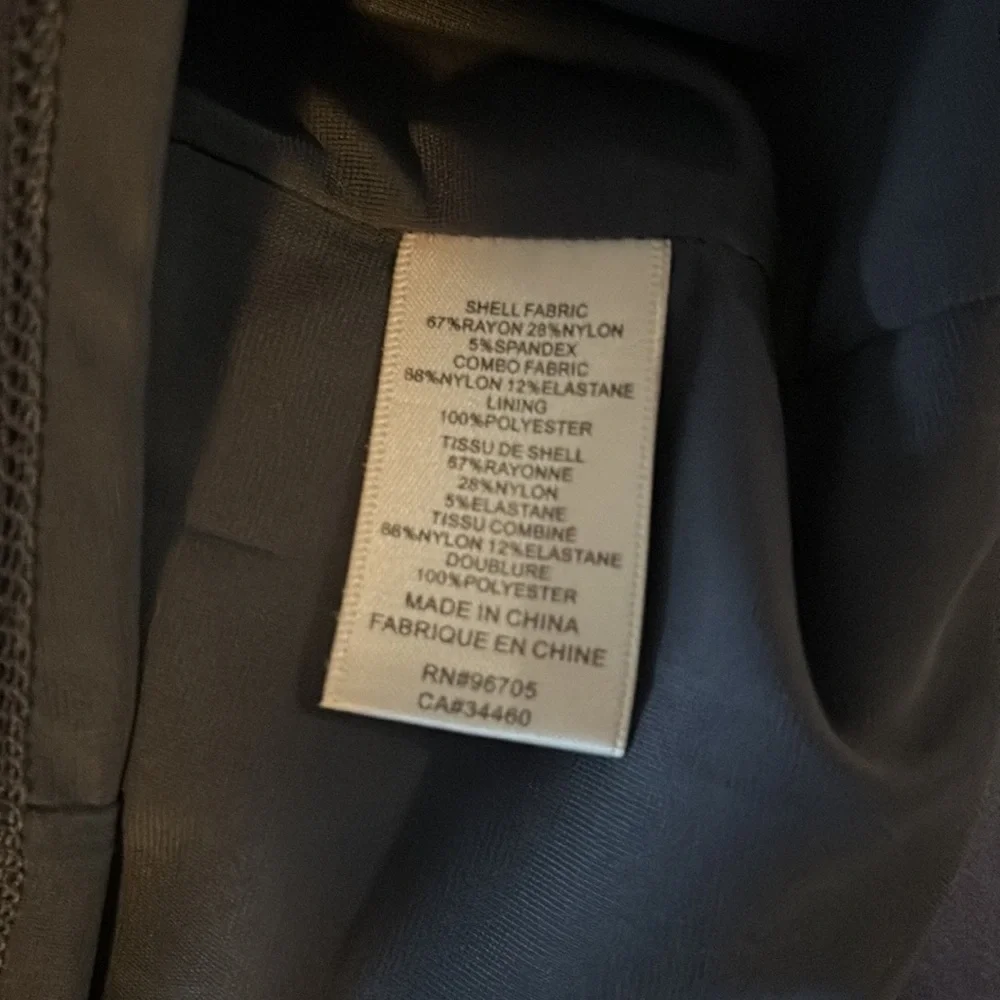 SHELL FABRIC
67%RAYON 28%NYLON
5%SPANDEX
COMBO FABRIC
88%NYLON 12%ELASTANE
LINING
100%POLYESTER
TISSU DE SHELL
67%RAYONNE
28%NYLON
5%ELASTANE
TISSU COMBINÉ
88%NYLON 12%ELASTANE
DOUBLURE
100%POLYESTER
MADE IN CHINA
FABRIQUE EN CHINE
RN#96705
CA#34460